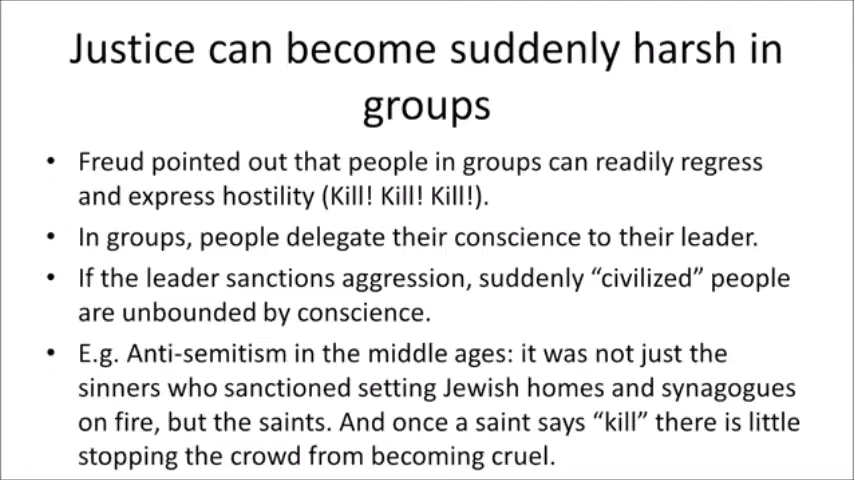 Justice can become suddenly harsh in
groups
• Freud pointed out that people in groups can readily regress
and express hostility (Kill! Kill! Kill!).
• In groups, people delegate their conscience to their leader.
• If the leader sanctions aggression, suddenly “civilized” people
are unbounded by conscience.
• E.g. Anti-semitism in the middle ages: it was not just the
sinners who sanctioned setting Jewish homes and synagogues
on fire, but the saints. And once a saint says “kill” there is little
stopping the crowd from becoming cruel.